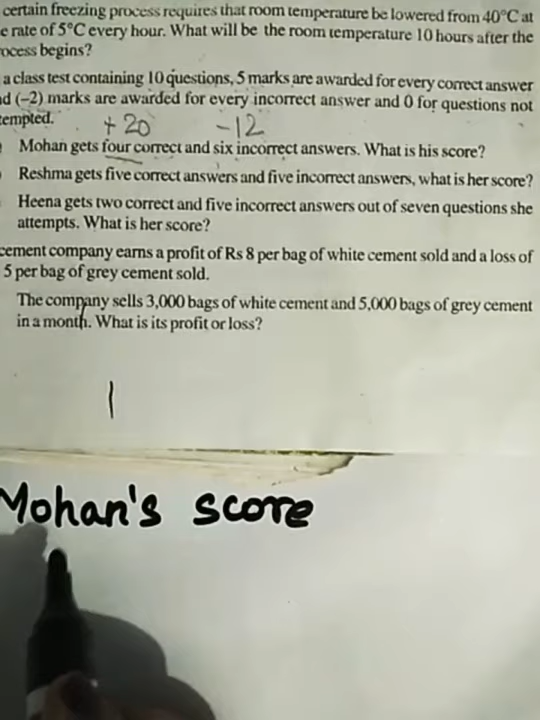 certain freezing process requires that room temperature be lowered from 40°C at
rate of 5°C every hour. What will be the room temperature 10 hours after the
begins?
a class test containing 10 questions, 5 marks are awarded for every correct answer
(–2) marks are awarded for every incorrect answer and 0 for questions not
+20 -12
Mohan gets four correct and six incorrect answers. What is his score?
Reshma gets five correct answers and five incorrect answers, what is her score?
Heena gets two correct and five incorrect answers out of seven questions she
attempts. What is her score?
cement company earns a profit of Rs 8 per bag of white cement sold and a loss of
5 per bag of grey cement sold.
The company sells 3,000 bags of white cement and 5,000 bags of grey cement
in a month. What is its profit or loss?
Mohan's score